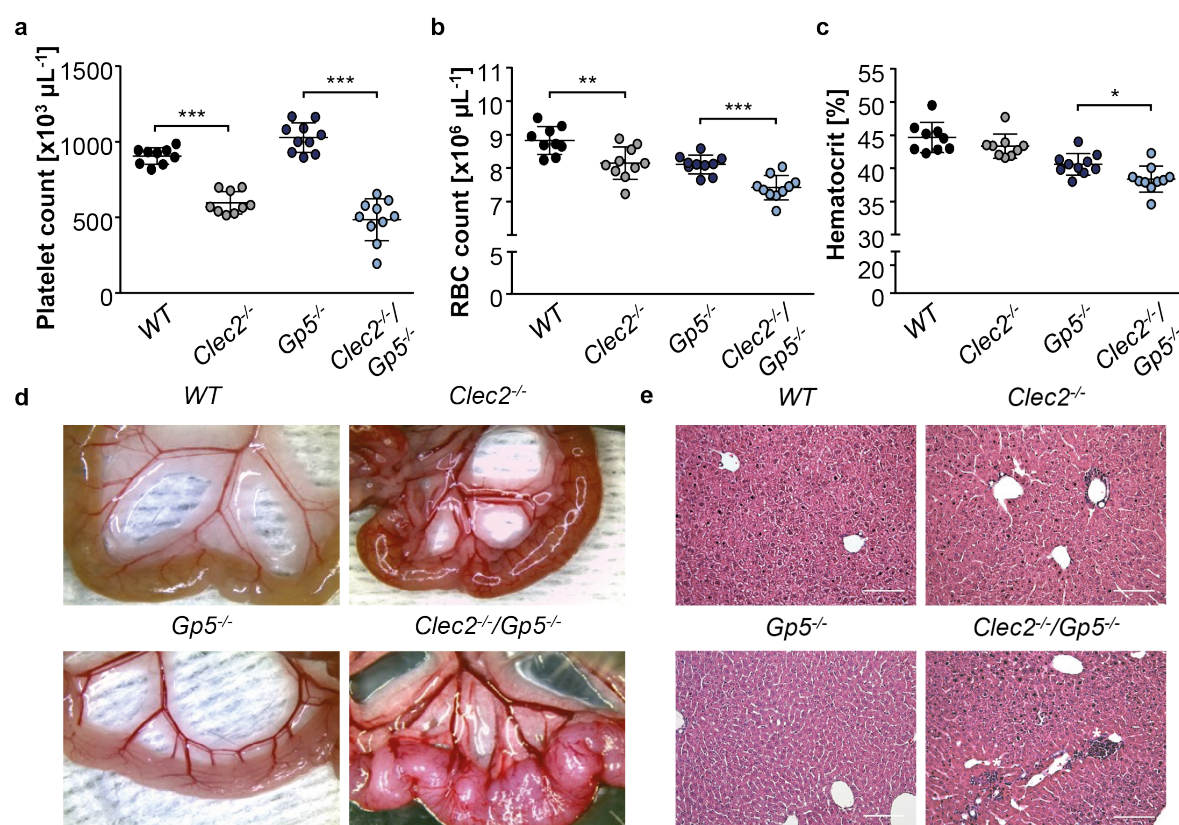 a
Platelet count [x10³ µL⁻¹]
1500
1000
500
0
***
***
WT
Clec2⁻/⁻
Gp5⁻/⁻
Clec2⁻/⁻/
Gp5⁻/⁻
b
RBC count [x10⁶ µL⁻¹]
11
10
9
8
7
5
0
**
***
WT
Clec2⁻/⁻
Gp5⁻/⁻
Clec2⁻/⁻/
Gp5⁻/⁻
c
Hematocrit [%]
55
50
45
40
35
30
20
0
*
WT
Clec2⁻/⁻
Gp5⁻/⁻
Clec2⁻/⁻/
Gp5⁻/⁻
d
WT
Clec2⁻/⁻
Gp5⁻/⁻
Clec2⁻/⁻/Gp5⁻/⁻
e
WT
Clec2⁻/⁻
Gp5⁻/⁻
Clec2⁻/⁻/Gp5⁻/⁻
*
*